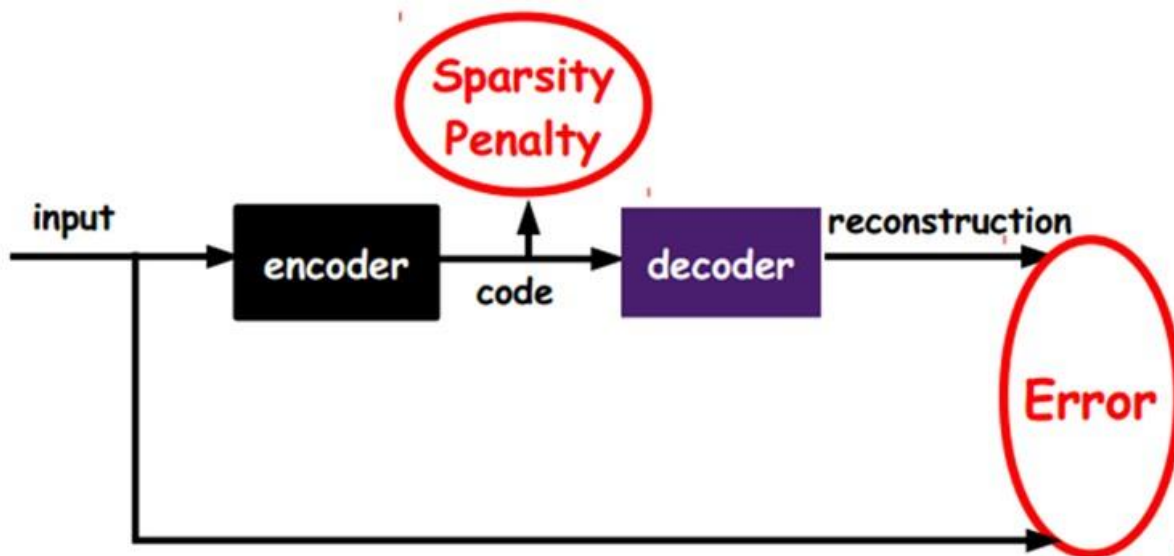 Sparsity
Penalty
input
encoder
code
decoder
reconstruction
Error